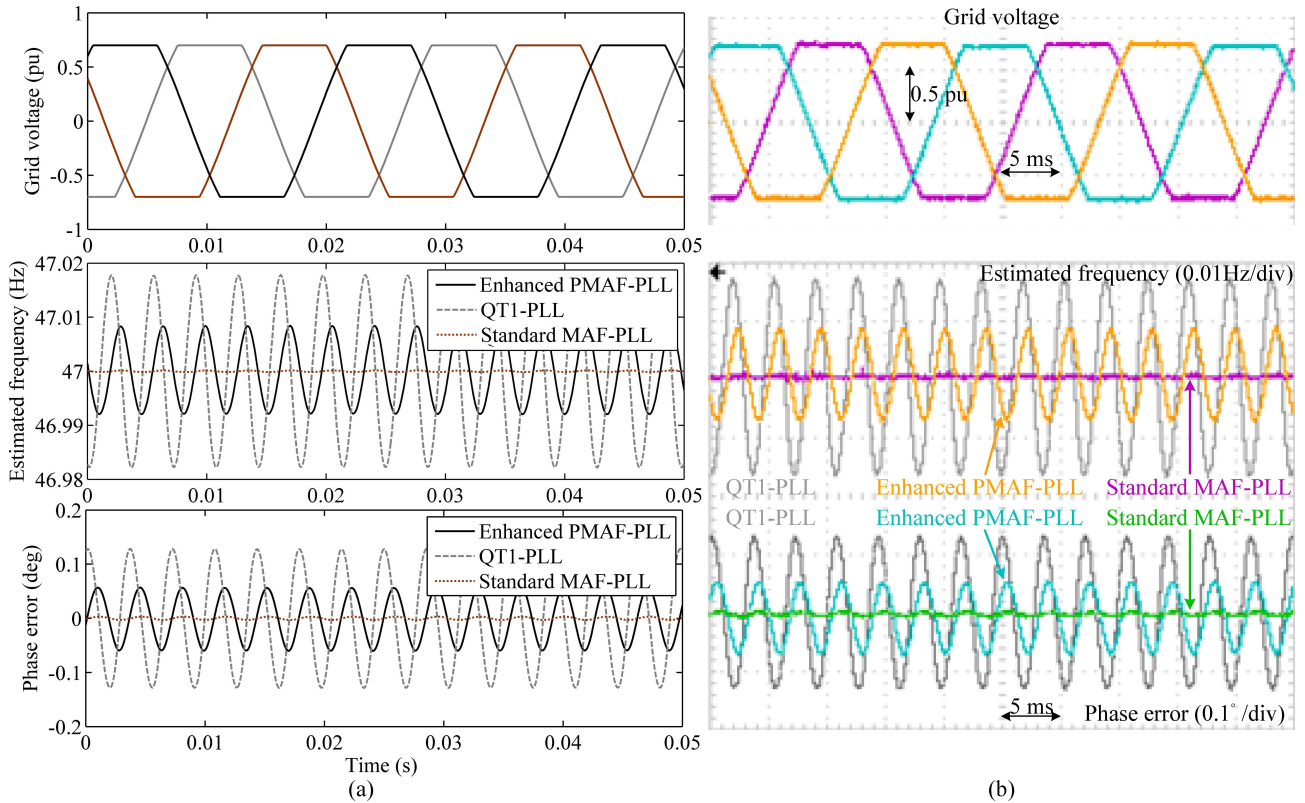 Grid voltage (pu)
1
0.5
0
-0.5
-1
0
0.01
0.02
0.03
0.04
0.05
Estimated frequency (Hz)
47.02
47.01
47
46.99
46.98
Enhanced PMAF-PLL
QT1-PLL
Standard MAF-PLL
0
0.01
0.02
0.03
0.04
0.05
Phase error (deg)
0.2
0.1
0
-0.1
-0.2
Enhanced PMAF-PLL
QT1-PLL
Standard MAF-PLL
0
0.01
0.02
0.03
0.04
0.05
Time (s)
(a)
Grid voltage
0.5 pu
5 ms
Estimated frequency (0.01Hz/div)
QT1-PLL Enhanced PMAF-PLL Standard MAF-PLL
QT1-PLL Enhanced PMAF-PLL Standard MAF-PLL
5 ms
Phase error (0.1°/div)
(b)